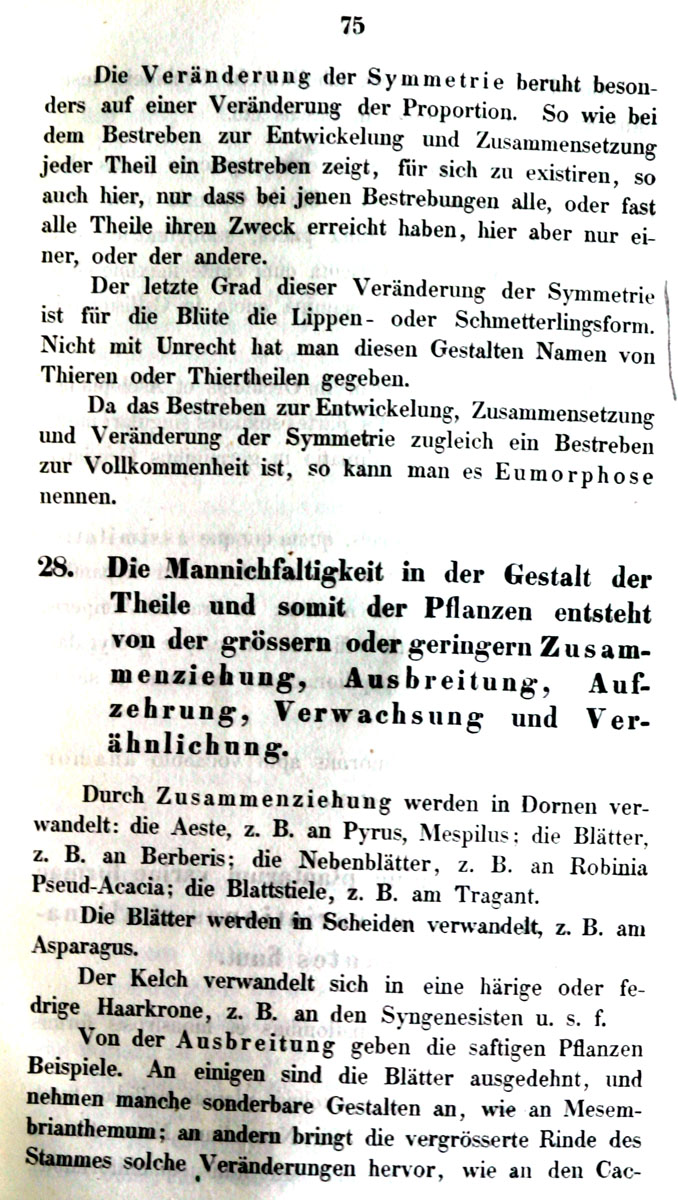 75
Die Veränderung der Symmetrie beruht beson-
ders auf einer Veränderung der Proportion. So wie bei
dem Bestreben zur Entwickelung und Zusammensetzung
jeder Theil ein Bestreben zeigt, für sich zu existiren, so
auch hier, nur dass bei jenen Bestrebungen alle, oder fast
alle Theile ihren Zweck erreicht haben, hier aber nur ei-
ner, oder der andere.
Der letzte Grad dieser Veränderung der Symmetrie
ist für die Blüte die Lippen- oder Schmetterlingsform.
Nicht mit Unrecht hat man diesen Gestalten Namen von
Thieren oder Thiertheilen gegeben.
Da das Bestreben zur Entwickelung, Zusammensetzung
und Veränderung der Symmetrie zugleich ein Bestreben
zur Vollkommenheit ist, so kann man es Eumorphose
nennen.
28. Die Mannichfaltigkeit in der Gestalt der
Theile und somit der Pflanzen entsteht
von der grössern oder geringern Zusam-
menziehung, Ausbreitung, Auf-
zehrung, Verwachsung und Ver-
ähnlichung.
Durch Zusammenziehung werden in Dornen ver-
wandelt: die Aeste, z. B. an Pyrus, Mespilus; die Blätter,
z. B. an Berberis; die Nebenblätter, z. B. an Robinia
Pseud-Acacia; die Blattstiele, z. B. am Tragant.
Die Blätter werden in Scheiden verwandelt, z. B. am
Asparagus.
Der Kelch verwandelt sich in eine härige oder fe-
drige Haarkrone, z. B. an den Syngenesisten u. s. f.
Von der Ausbreitung geben die saftigen Pflanzen
Beispiele. An einigen sind die Blätter ausgedehnt, und
nehmen manche sonderbare Gestalten an, wie an Mesem-
brianthemum; an andern bringt die vergrösserte Rinde des
Stammes solche Veränderungen hervor, wie an den Cac-